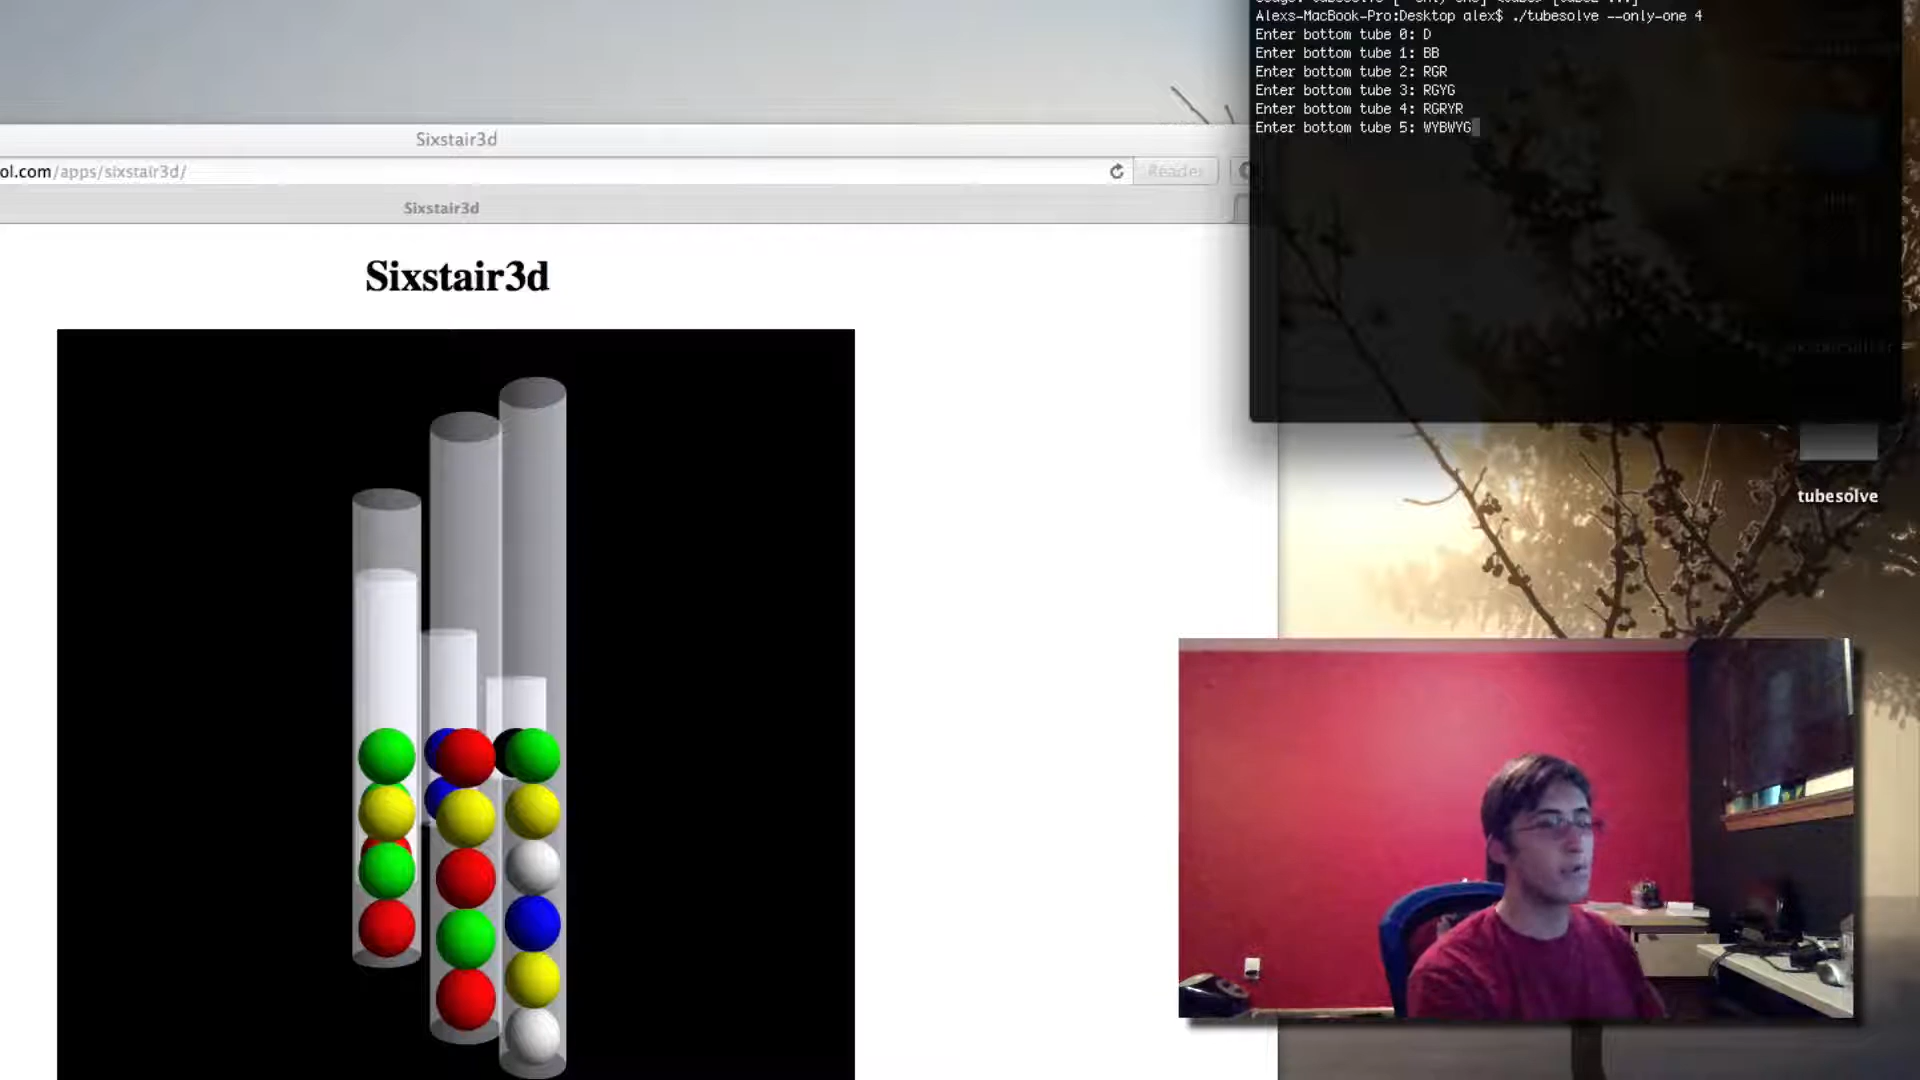 Alexs-MacBook-Pro:Desktop alex$ ./tubesolve --only-one 4
Enter bottom tube 0: D
Enter bottom tube 1: BB
Enter bottom tube 2: RGR
Enter bottom tube 3: RGYG
Enter bottom tube 4: RGRYR
Enter bottom tube 5: WYBWYG
Sixstair3d
ol.com/apps/sixstair3d/
Reader
Sixstair3d
Sixstair3d
tubesolve